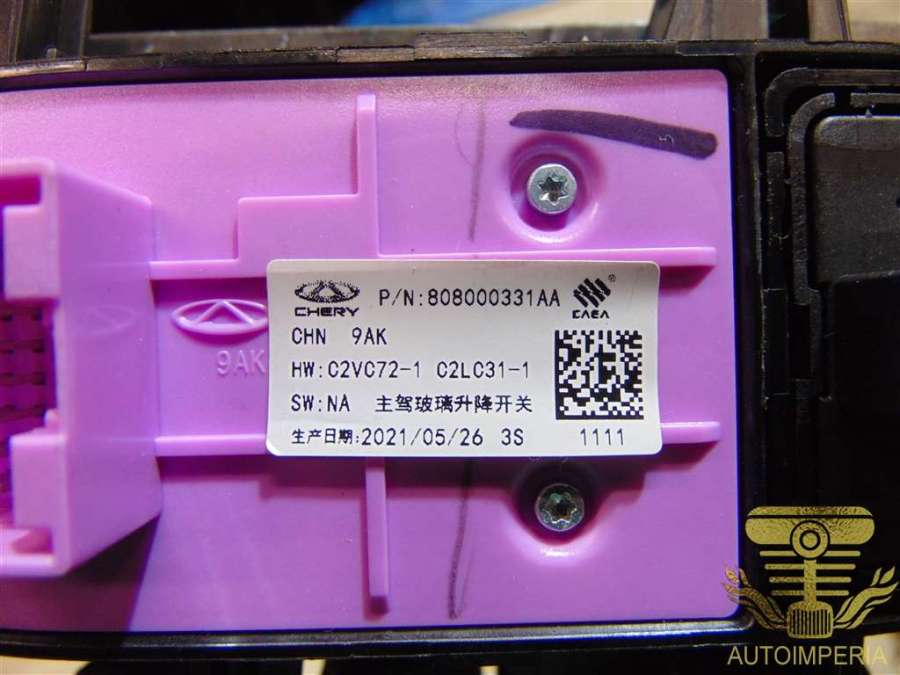 CHERY P/N:808000331AA CAEA®
CHN 9AK
HW:C2VC72-1 C2LC31-1
SW:NA 主驾玻璃升降开关
生产日期:2021/05/26 3S 1111
9AK
AUTOIMPERIA